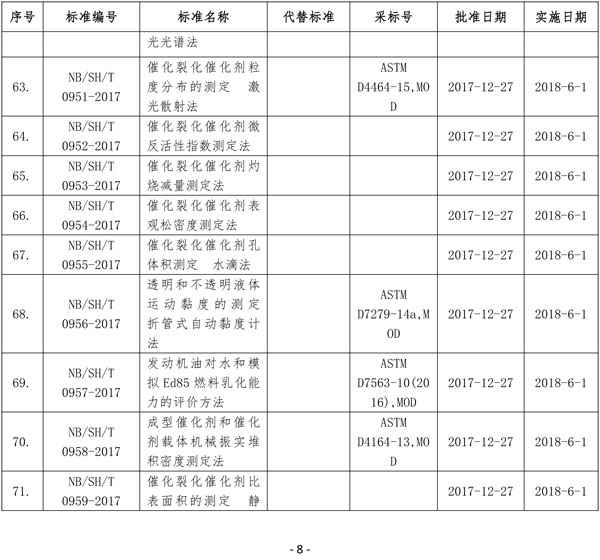 序号 标准编号 标准名称 代替标准 采标号 批准日期 实施日期
光光谱法
63. NB/SH/T 0951-2017 催化裂化催化剂粒度分布的测定 激光散射法 ASTM D4464-15,MOD 2017-12-27 2018-6-1
64. NB/SH/T 0952-2017 催化裂化催化剂微反活性指数测定法 2017-12-27 2018-6-1
65. NB/SH/T 0953-2017 催化裂化催化剂灼烧减量测定法 2017-12-27 2018-6-1
66. NB/SH/T 0954-2017 催化裂化催化剂表观松密度测定法 2017-12-27 2018-6-1
67. NB/SH/T 0955-2017 催化裂化催化剂孔体积测定 水滴法 2017-12-27 2018-6-1
68. NB/SH/T 0956-2017 透明和不透明液体运动黏度的测定 折管式自动黏度计法 ASTM D7279-14a,MOD 2017-12-27 2018-6-1
69. NB/SH/T 0957-2017 发动机油对水和模拟Ed85燃料乳化能力的评价方法 ASTM D7563-10(2016),MOD 2017-12-27 2018-6-1
70. NB/SH/T 0958-2017 成型催化剂和催化剂载体机械振实堆积密度测定法 ASTM D4164-13,MOD 2017-12-27 2018-6-1
71. NB/SH/T 0959-2017 催化裂化催化剂比表面积的测定 静 2017-12-27 2018-6-1
- 8 -